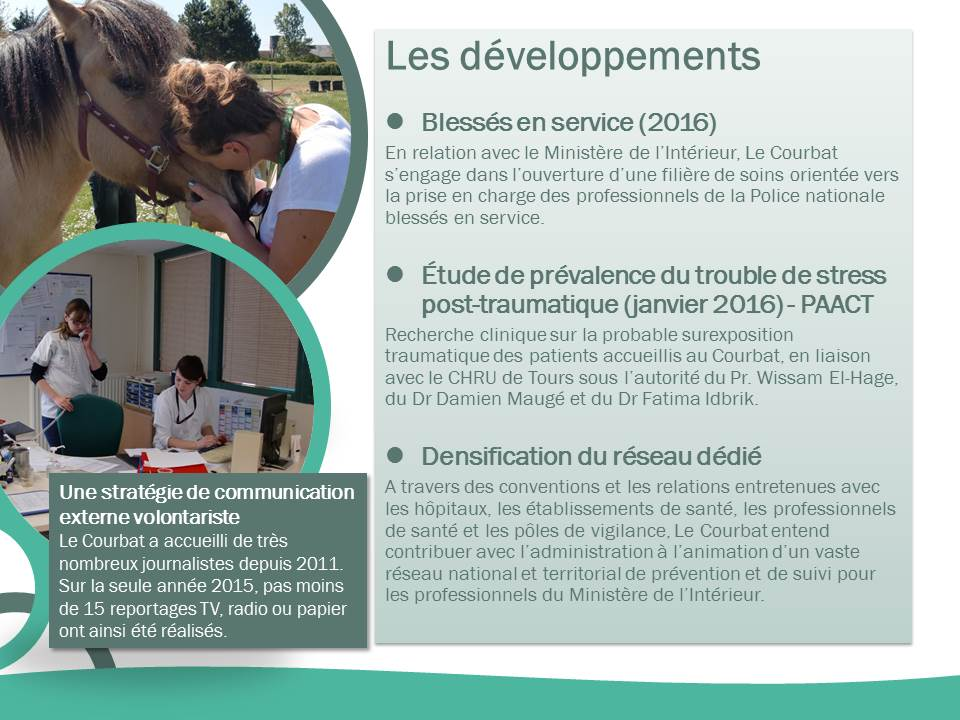 Les développements
● Blessés en service (2016)
En relation avec le Ministère de l'Intérieur, Le Courbat
s'engage dans l'ouverture d'une filière de soins orientée vers
la prise en charge des professionnels de la Police nationale
blessés en service.
● Étude de prévalence du trouble de stress
post-traumatique (janvier 2016) - PAACT
Recherche clinique sur la probable surexposition
traumatique des patients accueillis au Courbat, en liaison
avec le CHRU de Tours sous l'autorité du Pr. Wissam El-Hage,
du Dr Damien Maugé et du Dr Fatima Idbrik.
● Densification du réseau dédié
A travers des conventions et les relations entretenues avec
les hôpitaux, les établissements de santé, les professionnels
de santé et les pôles de vigilance, Le Courbat entend
contribuer avec l'administration à l'animation d'un vaste
réseau national et territorial de prévention et de suivi pour
les professionnels du Ministère de l'Intérieur.
Une stratégie de communication
externe volontariste
Le Courbat a accueilli de très
nombreux journalistes depuis 2011.
Sur la seule année 2015, pas moins
de 15 reportages TV, radio ou papier
ont ainsi été réalisés.